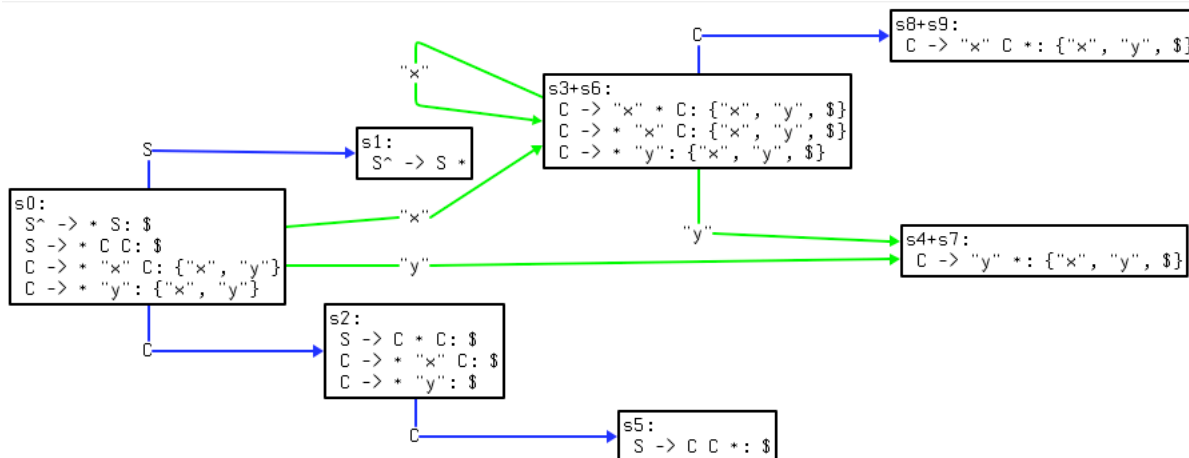 C
s8+s9:
C -> "x" C *: {"x", "y", $}
"x"
s3+s6:
C -> "x" * C: {"x", "y", $}
C -> * "x" C: {"x", "y", $}
C -> * "y": {"x", "y", $}
S
s1:
S^ -> S *
s0:
S^ -> * S: $
S -> * C C: $
C -> * "x" C: {"x", "y"}
C -> * "y": {"x", "y"}
"x"
"y"
"y"
s4+s7:
C -> "y" *: {"x", "y", $}
C
s2:
S -> C * C: $
C -> * "x" C: $
C -> * "y": $
C
s5:
S -> C C *: $